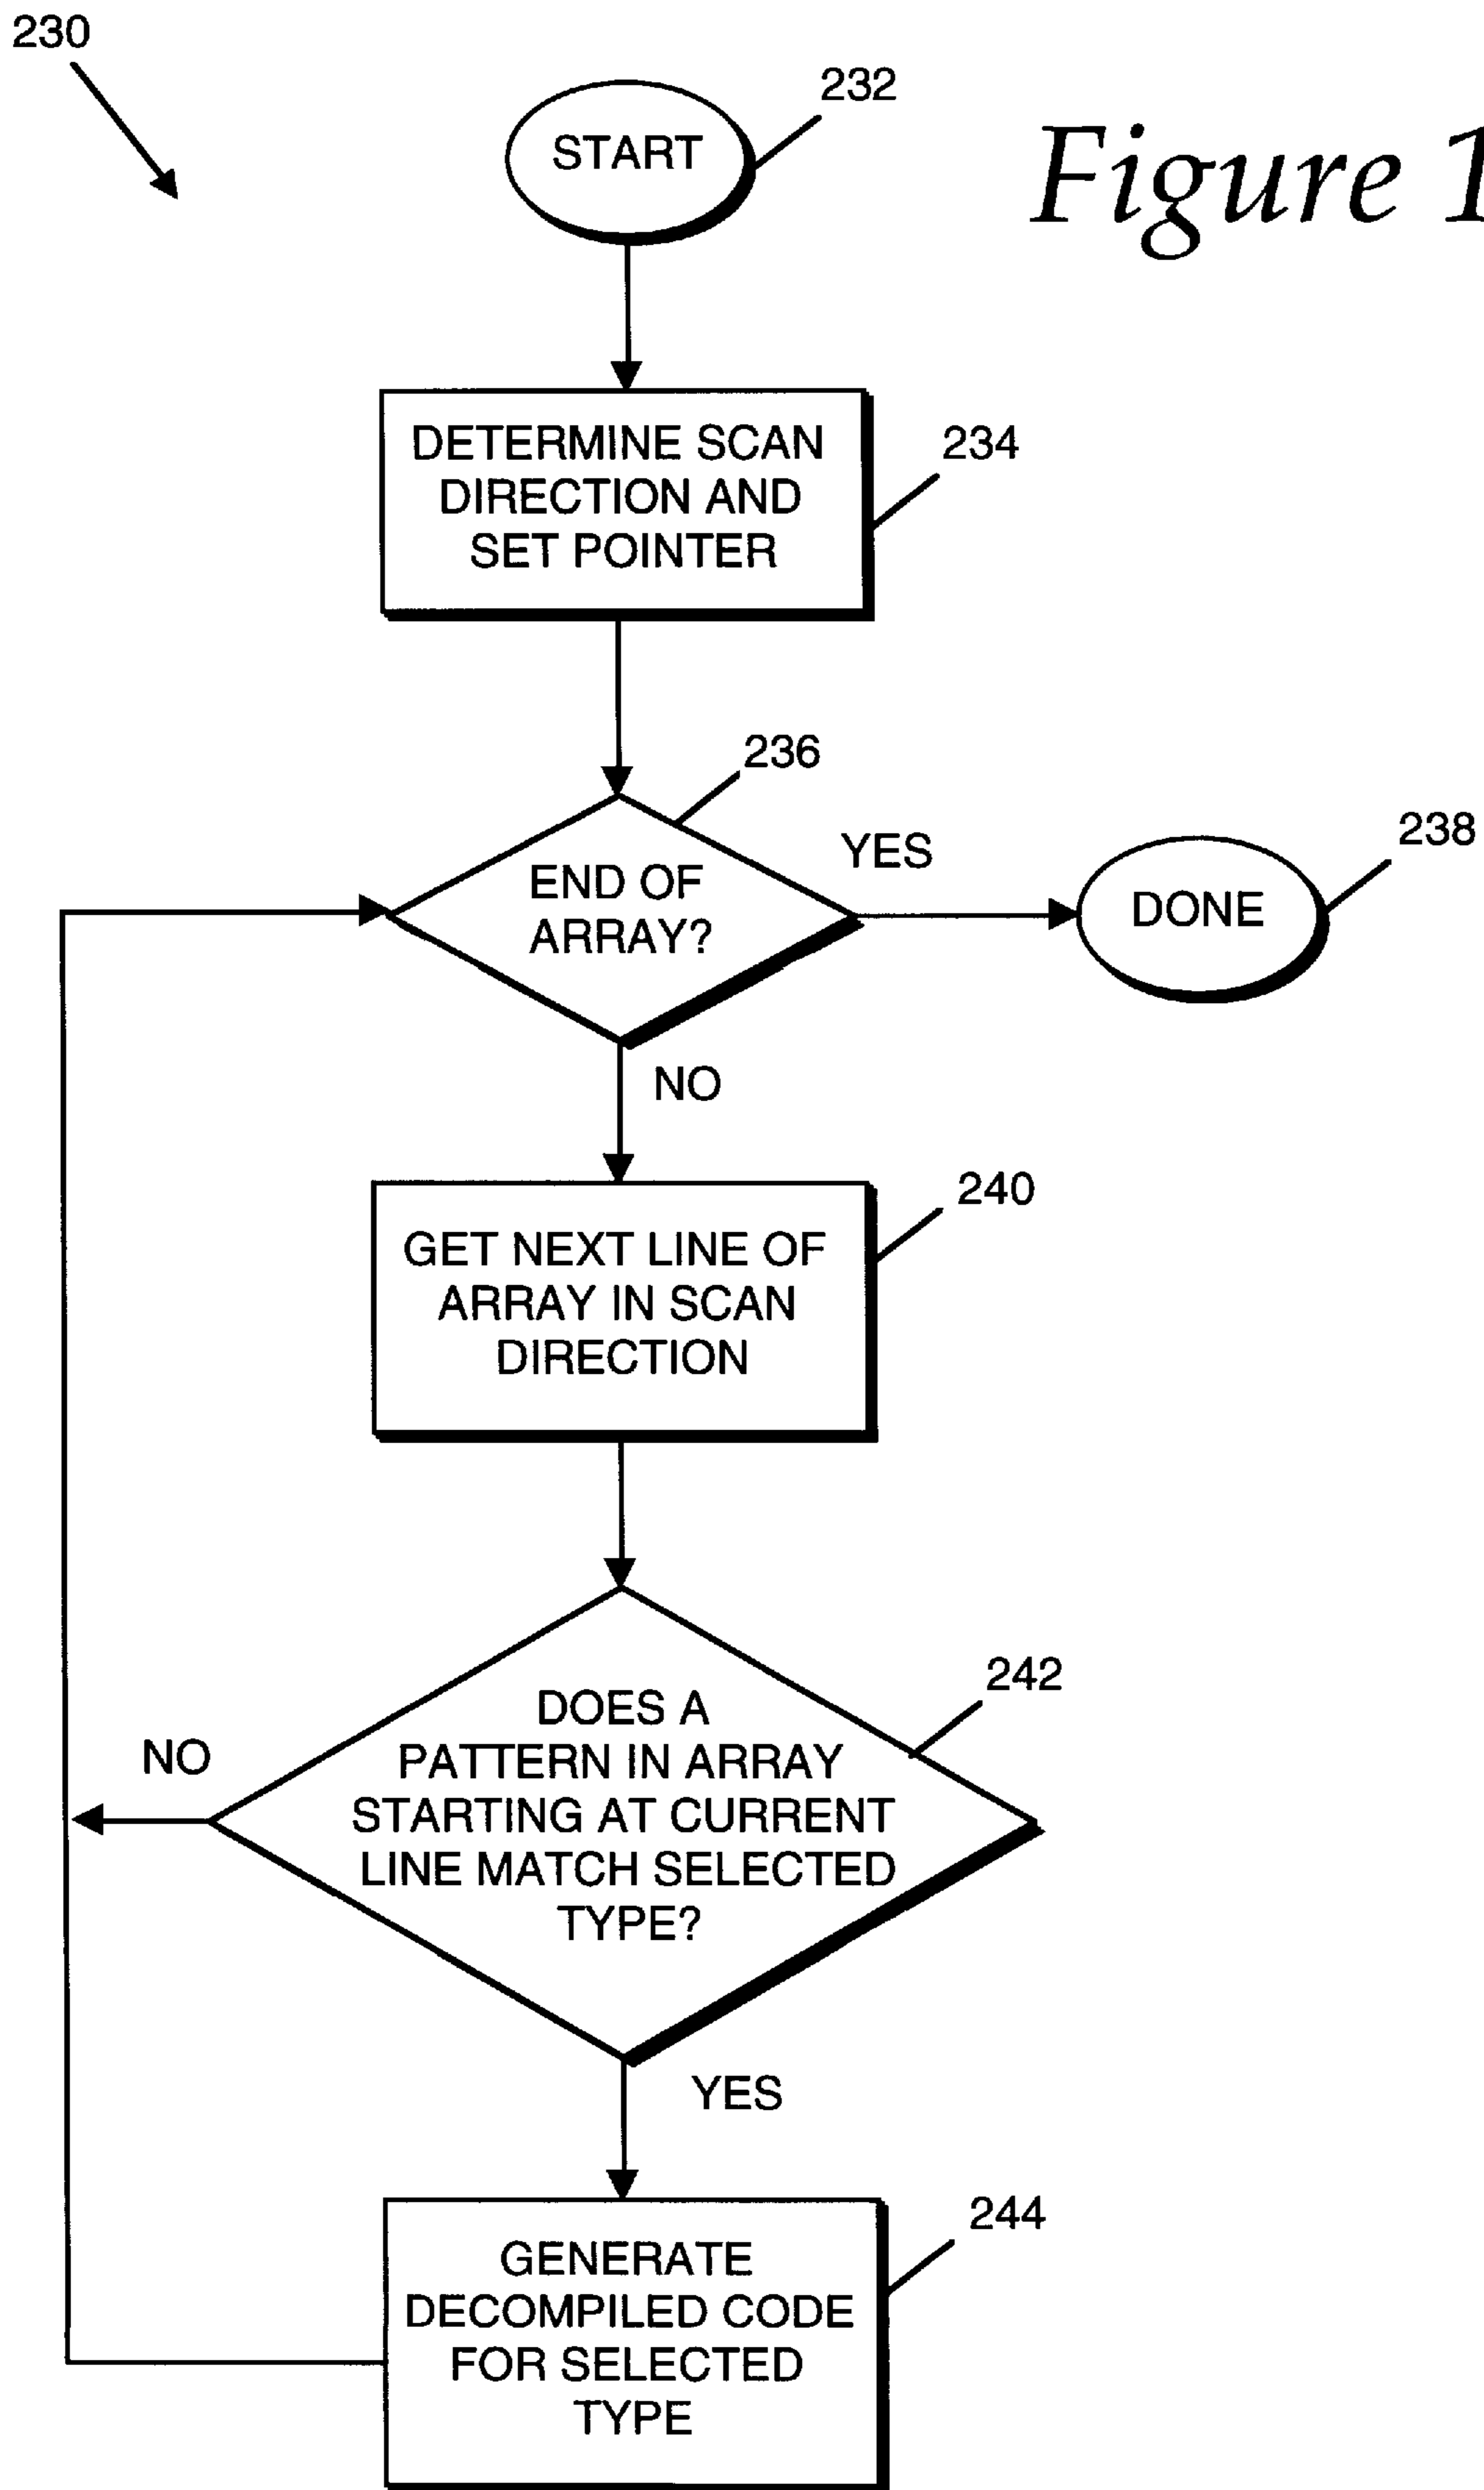 230
232
START
Figure 1
DETERMINE SCAN
DIRECTION AND
SET POINTER
234
236
END OF
ARRAY?
YES
DONE
238
NO
GET NEXT LINE OF
ARRAY IN SCAN
DIRECTION
240
242
DOES A
PATTERN IN ARRAY
STARTING AT CURRENT
LINE MATCH SELECTED
TYPE?
NO
YES
GENERATE
DECOMPILED CODE
FOR SELECTED
TYPE
244